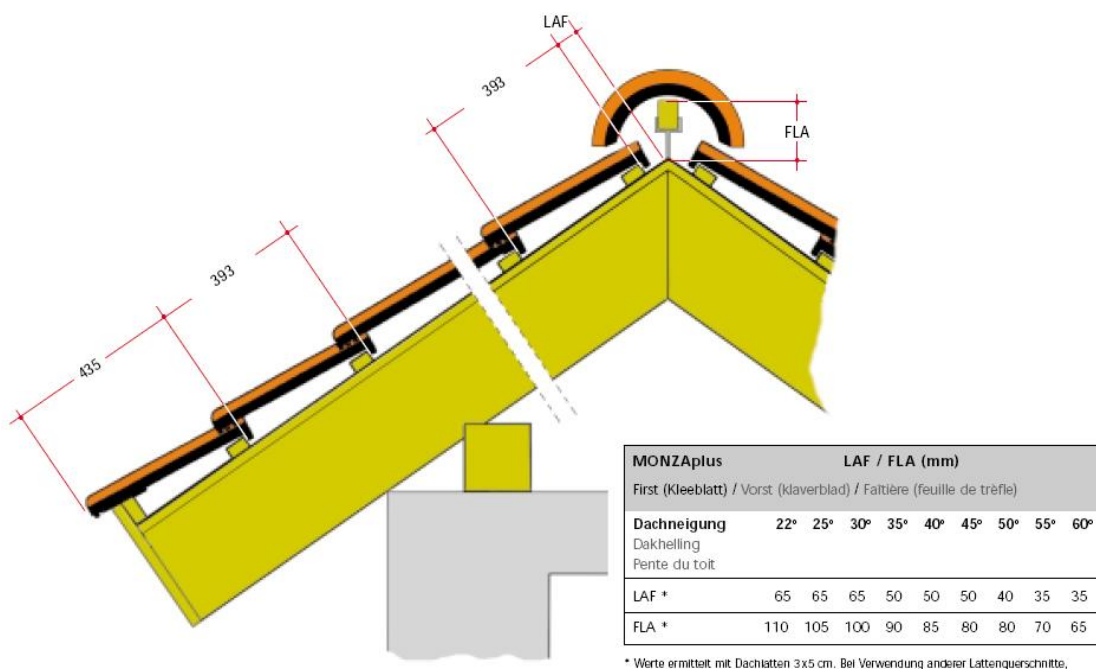 LAF
393
FLA
393
435
MONZAplus LAF / FLA (mm)
First (Kleeblatt) / Vorst (klaverblad) / Faîtière (feuille de trèfle)
Dachneigung 22° 25° 30° 35° 40° 45° 50° 55° 60°
Dakhelling
Pente du toit
LAF * 65 65 65 50 50 50 40 35 35
FLA * 110 105 100 90 85 80 80 70 65
* Werte ermittelt mit Dachlatten 3x5 cm. Bei Verwendung anderer Lattenquerschnitte,